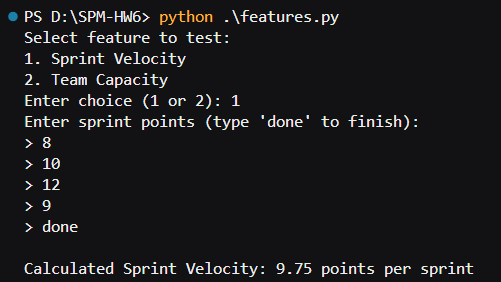 PS D:\SPM-HW6> python .\features.py
Select feature to test:
1. Sprint Velocity
2. Team Capacity
Enter choice (1 or 2): 1
Enter sprint points (type 'done' to finish):
> 8
> 10
> 12
> 9
> done
Calculated Sprint Velocity: 9.75 points per sprint